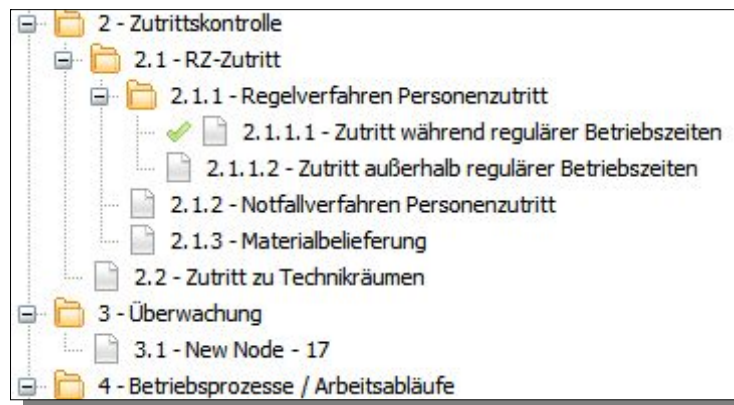 2 - Zutrittskontrolle
2.1 - RZ-Zutritt
2.1.1 - Regelverfahren Personenzutritt
2.1.1.1 - Zutritt während regulärer Betriebszeiten
2.1.1.2 - Zutritt außerhalb regulärer Betriebszeiten
2.1.2 - Notfallverfahren Personenzutritt
2.1.3 - Materialbelieferung
2.2 - Zutritt zu Technikräumen
3 - Überwachung
3.1 - New Node - 17
4 - Betriebsprozesse / Arbeitsabläufe